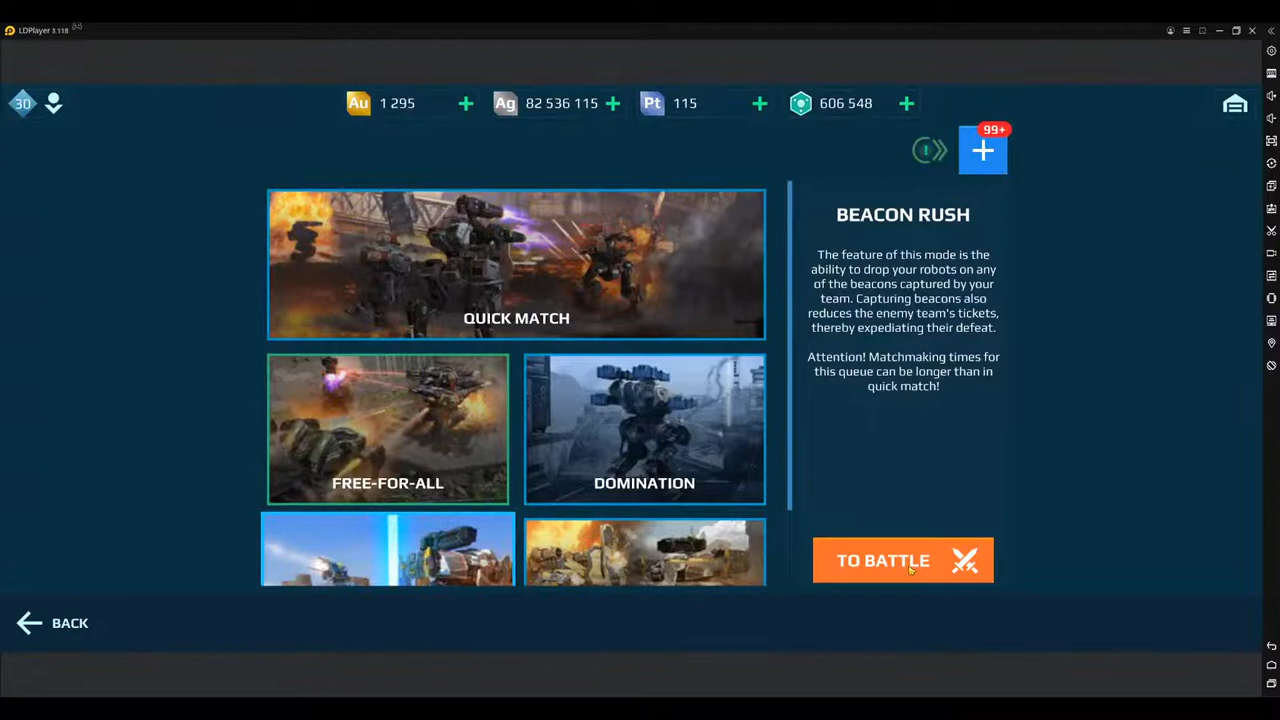 LDPlayer 3.118
30
Au 1 295 +
Ag 82 536 115 +
Pt 115 +
606 548 +
99+
QUICK MATCH
FREE-FOR-ALL
DOMINATION
BEACON RUSH
The feature of this mode is the
ability to drop your robots on any
of the beacons captured by your
team. Capturing beacons also
reduces the enemy team's tickets,
thereby expediating their defeat.
Attention! Matchmaking times for
this queue can be longer than in
quick match!
TO BATTLE
BACK